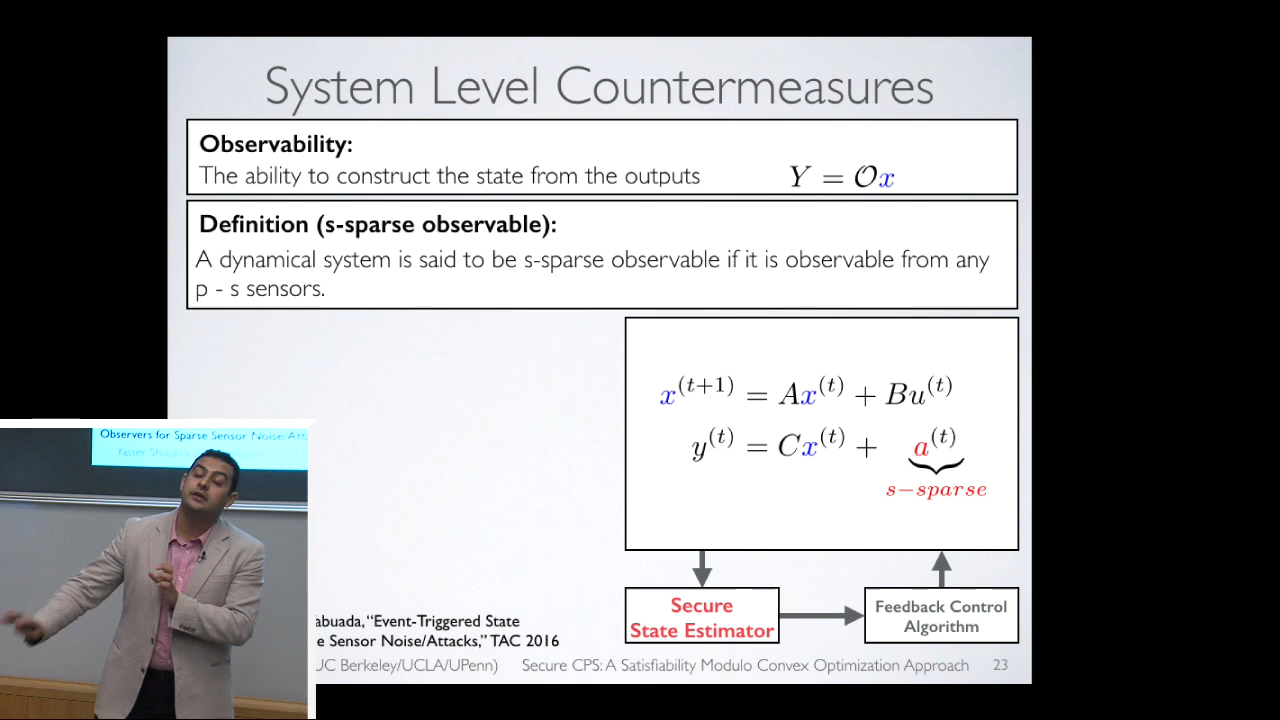 System Level Countermeasures
Observability:
The ability to construct the state from the outputs Y = 𝒪x
Definition (s-sparse observable):
A dynamical system is said to be s-sparse observable if it is observable from any
p - s sensors.
x^(t+1) = Ax^(t) + Bu^(t)
y^(t) = Cx^(t) + a^(t)
s-sparse
Secure
State Estimator
Feedback Control
Algorithm
Observers for Sparse Sensor Noise/Att
Yasser Shoukry
abuada, “Event-Triggered State
e Sensor Noise/Attacks,” TAC 2016
UC Berkeley/UCLA/UPenn) Secure CPS: A Satisfiability Modulo Convex Optimization Approach 23